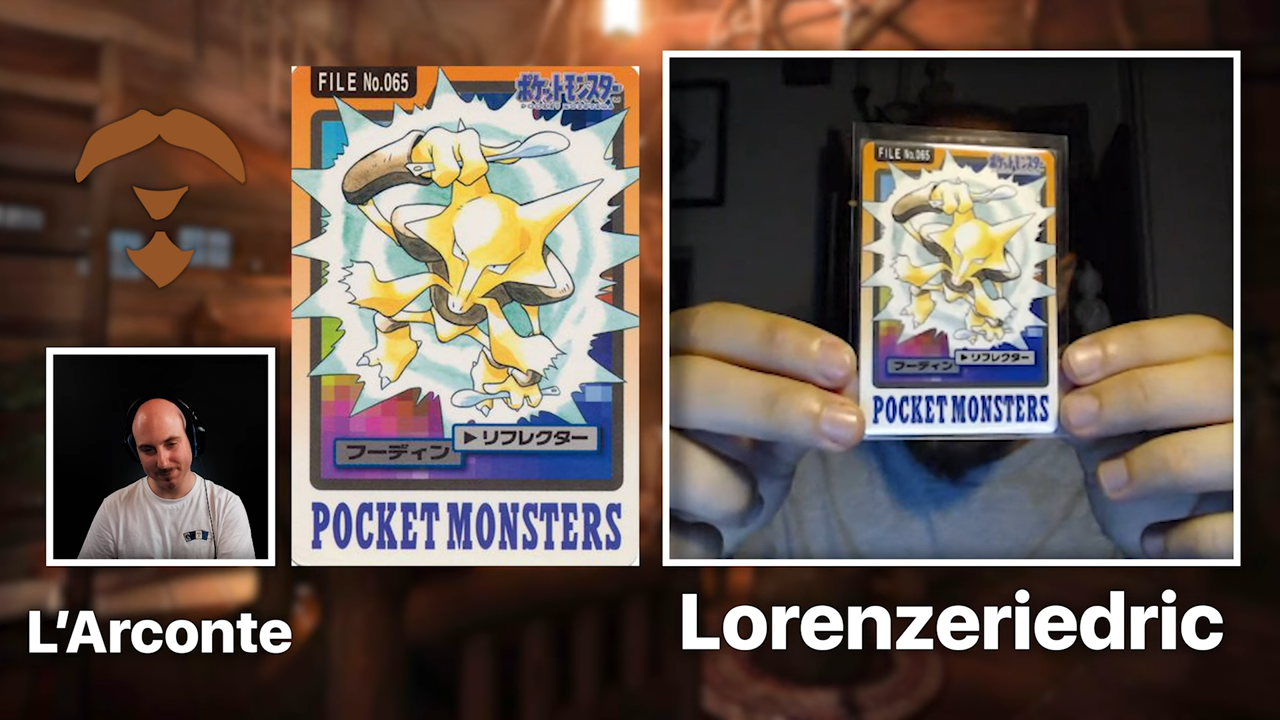 FILE No.065
ポケットモンスター
POCKET MONSTERS
フーディン
▶リフレクター
POCKET MONSTERS
FILE No.065
ポケットモンスター
フーディン
▶リフレクター
POCKET MONSTERS
L'Arconte
Lorenzeriedric